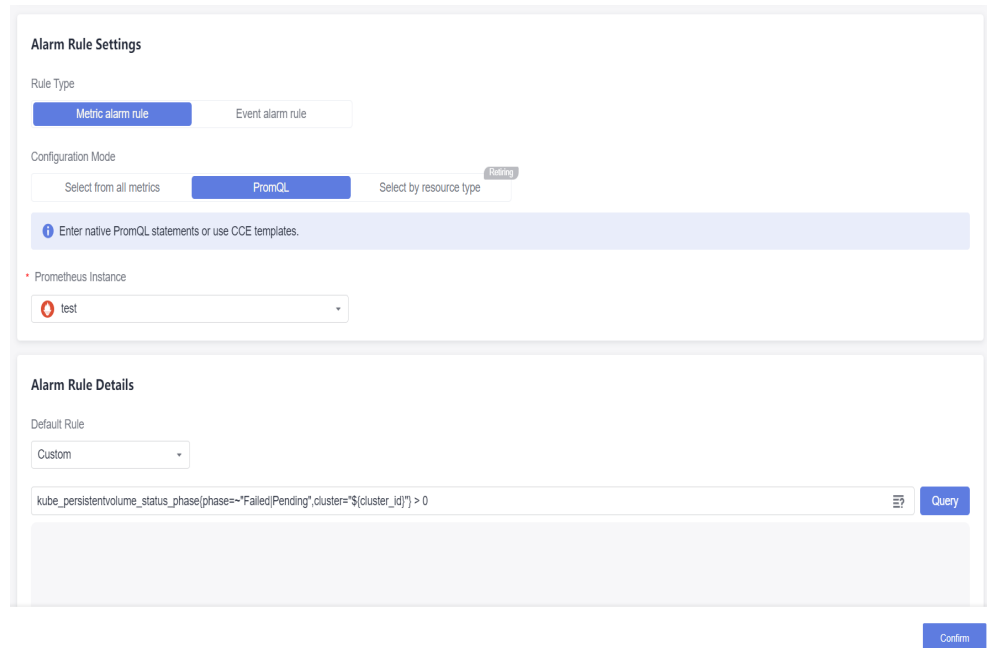 Alarm Rule Settings
Rule Type
Metric alarm rule Event alarm rule
Configuration Mode
Retiring
Select from all metrics PromQL Select by resource type
Enter native PromQL statements or use CCE templates.
* Prometheus Instance
test
Alarm Rule Details
Default Rule
Custom
kube_persistentvolume_status_phase{phase=~"Failed|Pending",cluster="${cluster_id}"} > 0 Query
Confirm